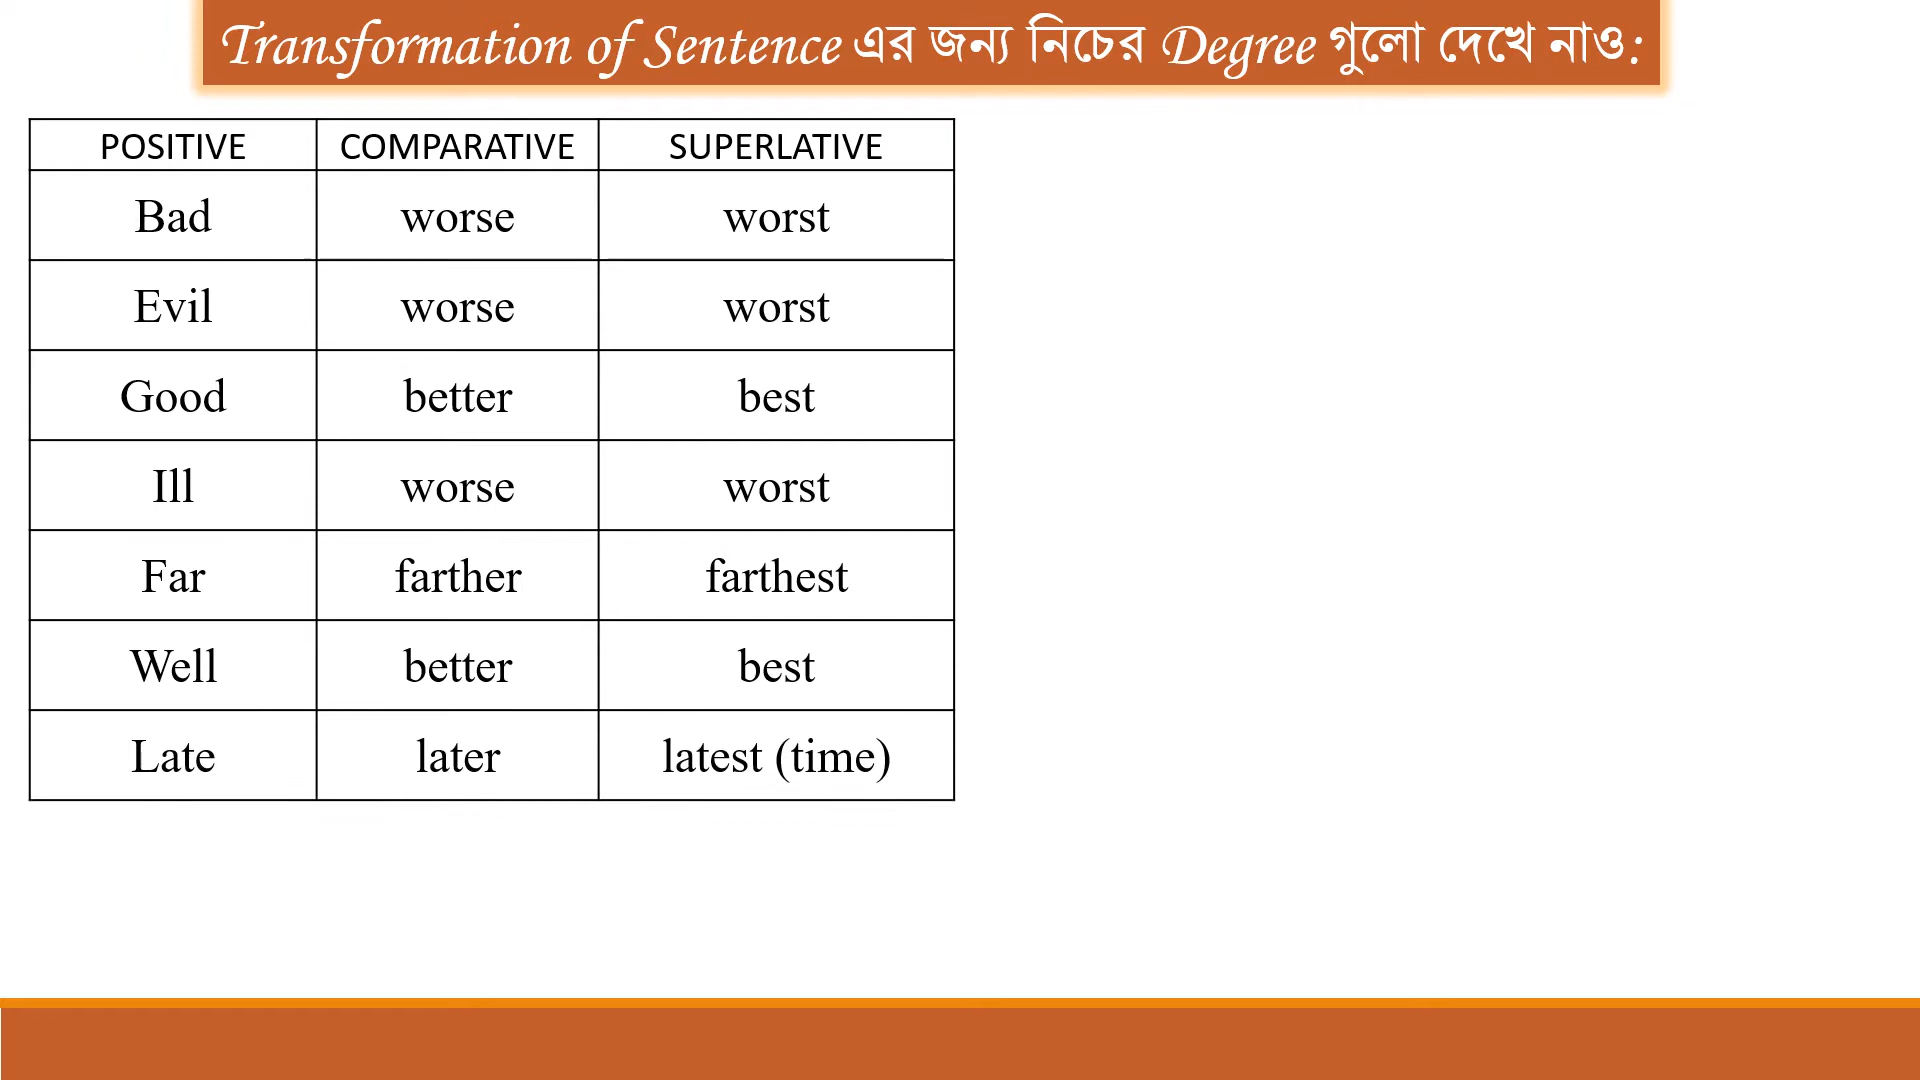 Transformation of Sentence এর জন্য নিচের Degree গুলো দেখে নাও:
POSITIVE COMPARATIVE SUPERLATIVE
Bad worse worst
Evil worse worst
Good better best
Ill worse worst
Far farther farthest
Well better best
Late later latest (time)